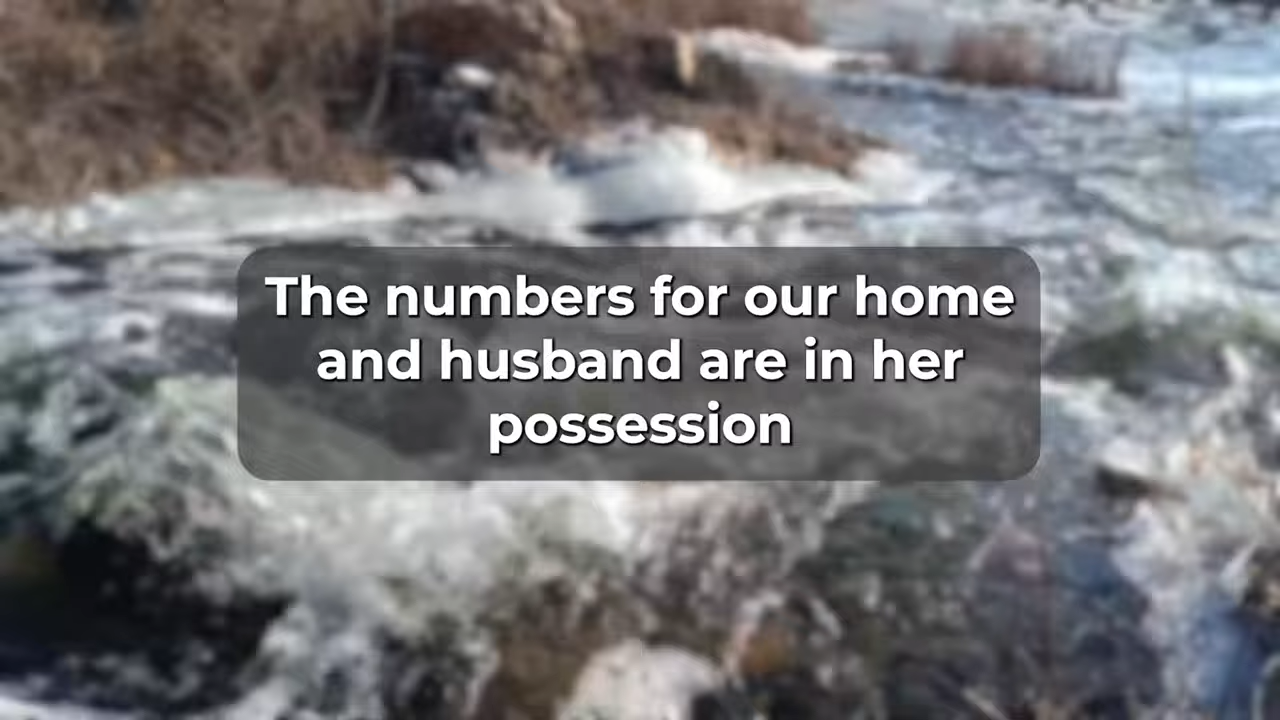 The numbers for our home
and husband are in her
possession